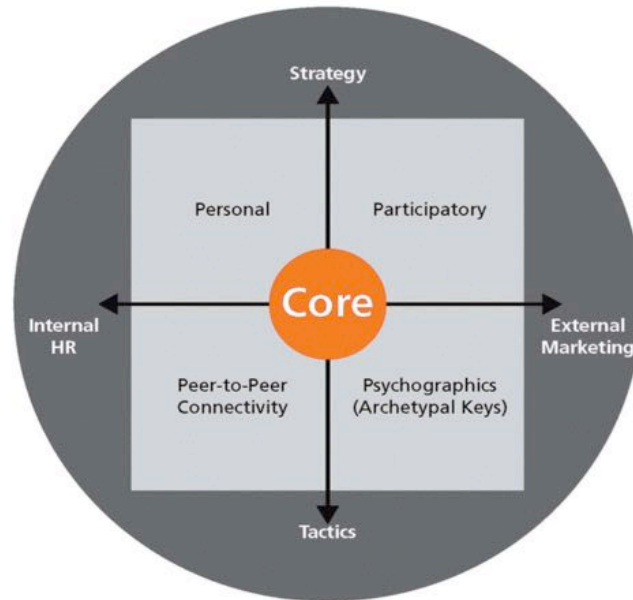 Strategy
Personal
Participatory
Core
Internal
HR
External
Marketing
Peer-to-Peer
Connectivity
Psychographics
(Archetypal Keys)
Tactics